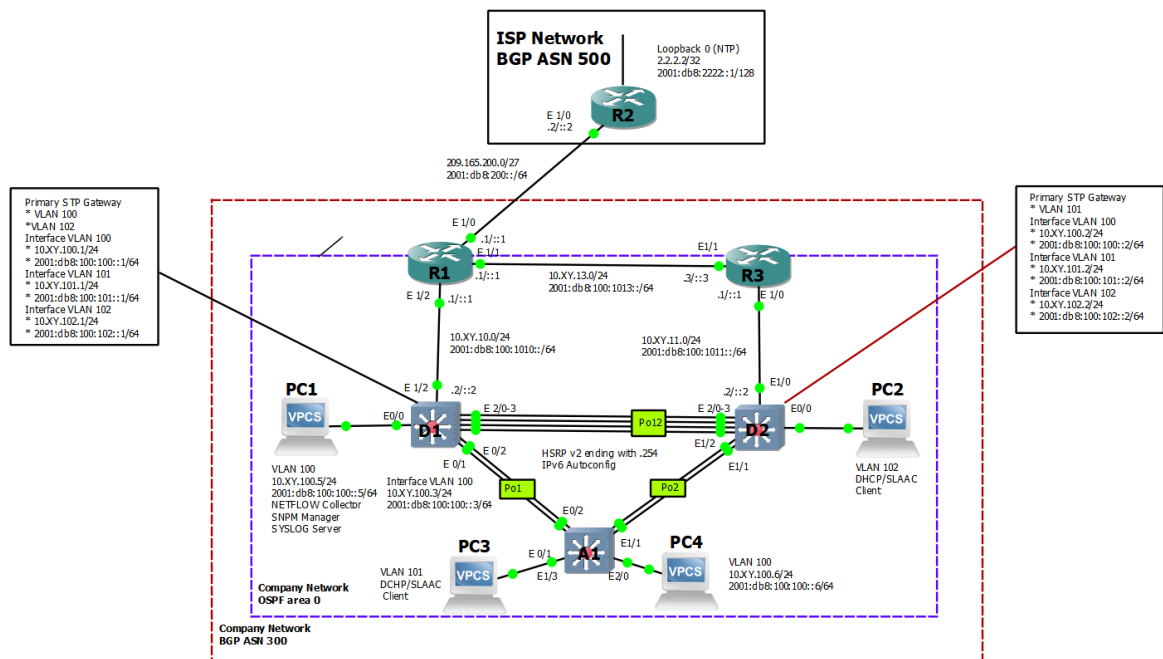 ISP Network
BGP ASN 500
Loopback 0 (NTP)
2.2.2.2/32
2001:db8:2222::1/128
R2
E 1/0
.2/::2
209.165.200.0/27
2001:db8:200::/64
Primary STP Gateway
* VLAN 100
*VLAN 102
Interface VLAN 100
* 10.XY.100.1/24
* 2001:db8:100:100::1/64
Interface VLAN 101
* 10.XY.101.1/24
* 2001:db8:100:101::1/64
Interface VLAN 102
* 10.XY.102.1/24
* 2001:db8:100:102::1/64
Primary STP Gateway
* VLAN 101
Interface VLAN 100
* 10.XY.100.2/24
* 2001:db8:100:100::2/64
Interface VLAN 101
* 10.XY.101.2/24
* 2001:db8:100:101::2/64
Interface VLAN 102
* 10.XY.102.2/24
* 2001:db8:100:102::2/64
E 1/0
.1/::1
E 1/1
R1
.1/::1
E 1/2
.1/::1
10.XY.13.0/24
2001:db8:100:1013::/64
E1/1
R3
.3/::3
.1/::1
E 1/0
10.XY.10.0/24
2001:db8:100:1010::/64
10.XY.11.0/24
2001:db8:100:1011::/64
PC1
VPCS
E0/0
E 1/2
.2/::2
D1
E 2/0-3
Po12
E 2/0-3
.2/::2
E1/0
D2
E0/0
PC2
VPCS
E 0/2
E 0/1
E1/2
E1/1
HSRP v2 ending with .254
IPv6 Autoconfig
VLAN 102
DHCP/SLAAC
Client
VLAN 100
10.XY.100.5/24
2001:db8:100:100::5/64
NETFLOW Collector
SNPM Manager
SYSLOG Server
Interface VLAN 100
10.XY.100.3/24
2001:db8:100:100::3/64
Po1
Po2
E0/2
E1/1
A1
PC3
VPCS
E 0/1
E1/3
VLAN 101
DCHP/SLAAC
Client
E2/0
PC4
VPCS
VLAN 100
10.XY.100.6/24
2001:db8:100:100::6/64
Company Network
OSPF area 0
Company Network
BGP ASN 300